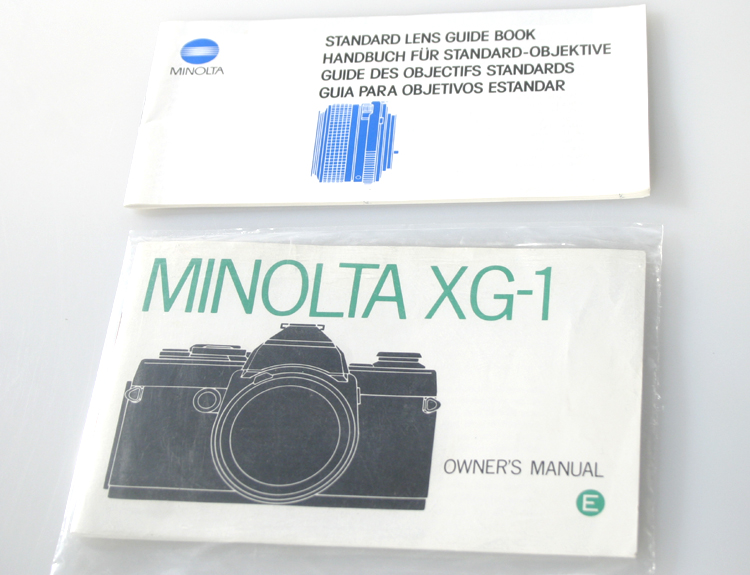 MINOLTA
STANDARD LENS GUIDE BOOK
HANDBUCH FÜR STANDARD-OBJEKTIVE
GUIDE DES OBJECTIFS STANDARDS
GUIA PARA OBJETIVOS ESTANDAR
MINOLTA XG-1
OWNER'S MANUAL
E